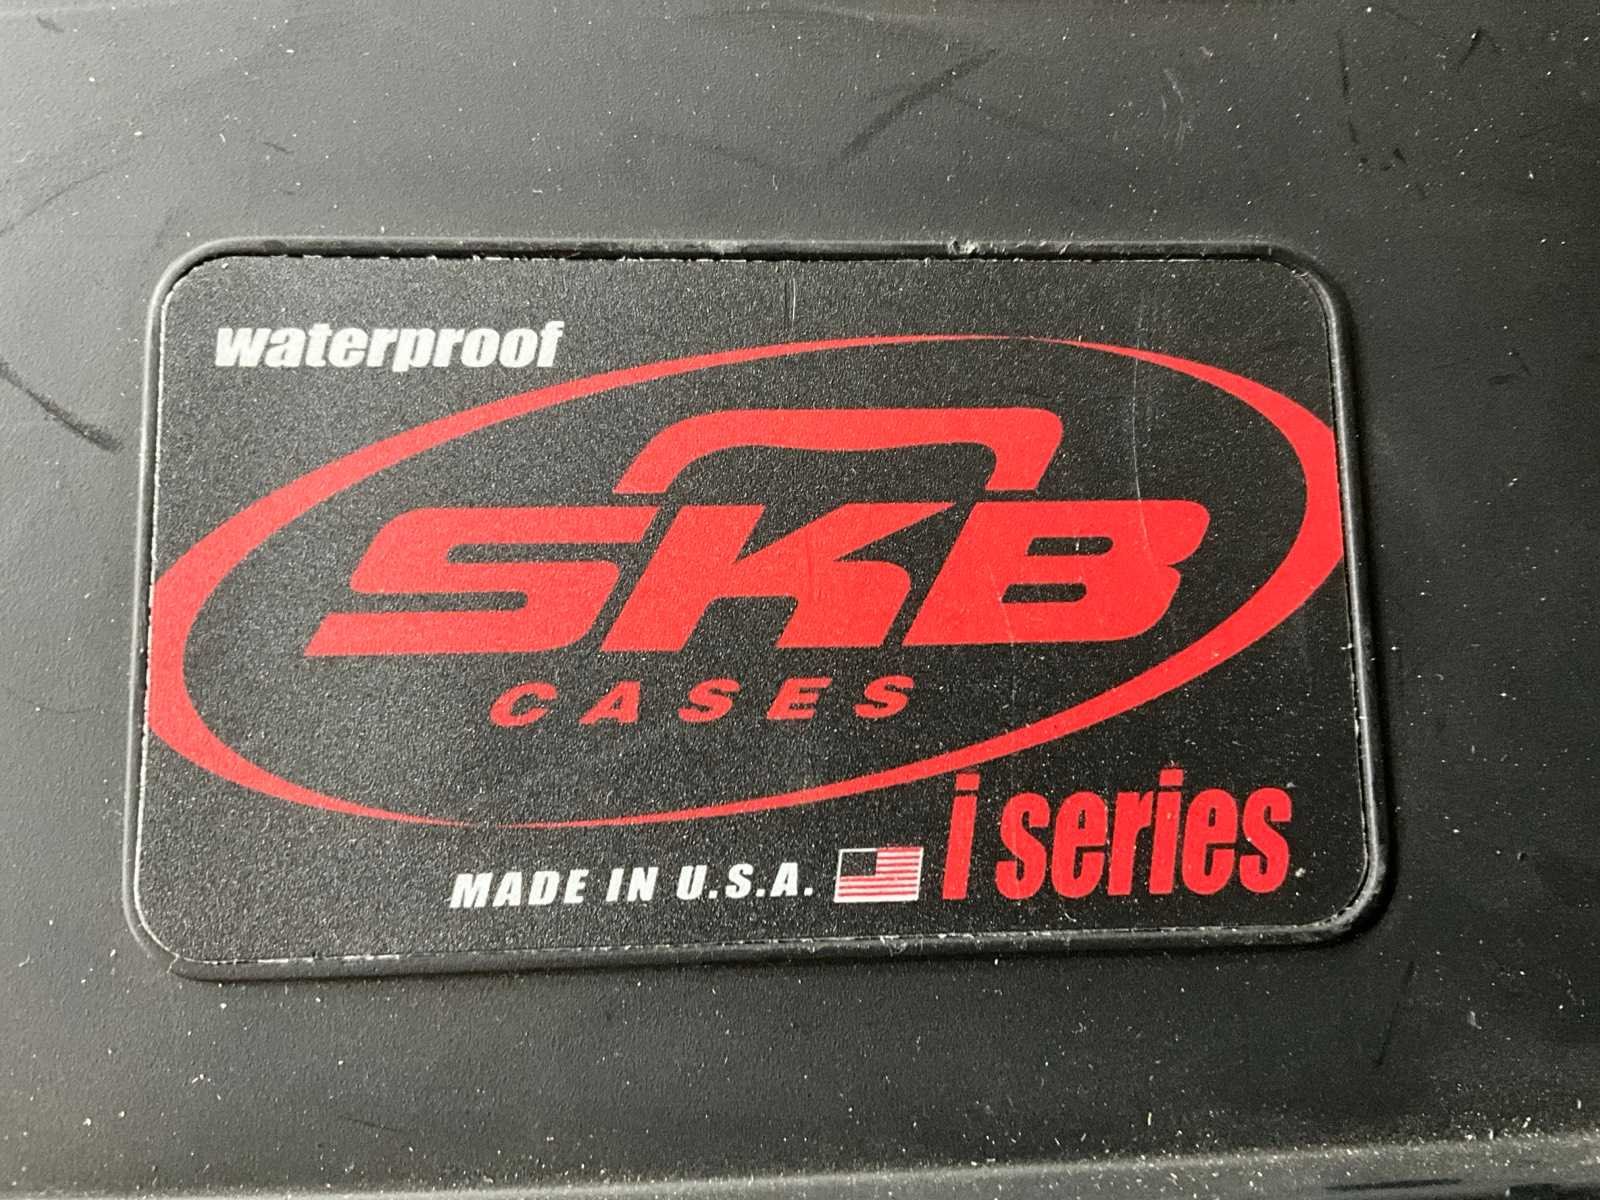 waterproof
SKB
CASES
i series
MADE IN U.S.A.